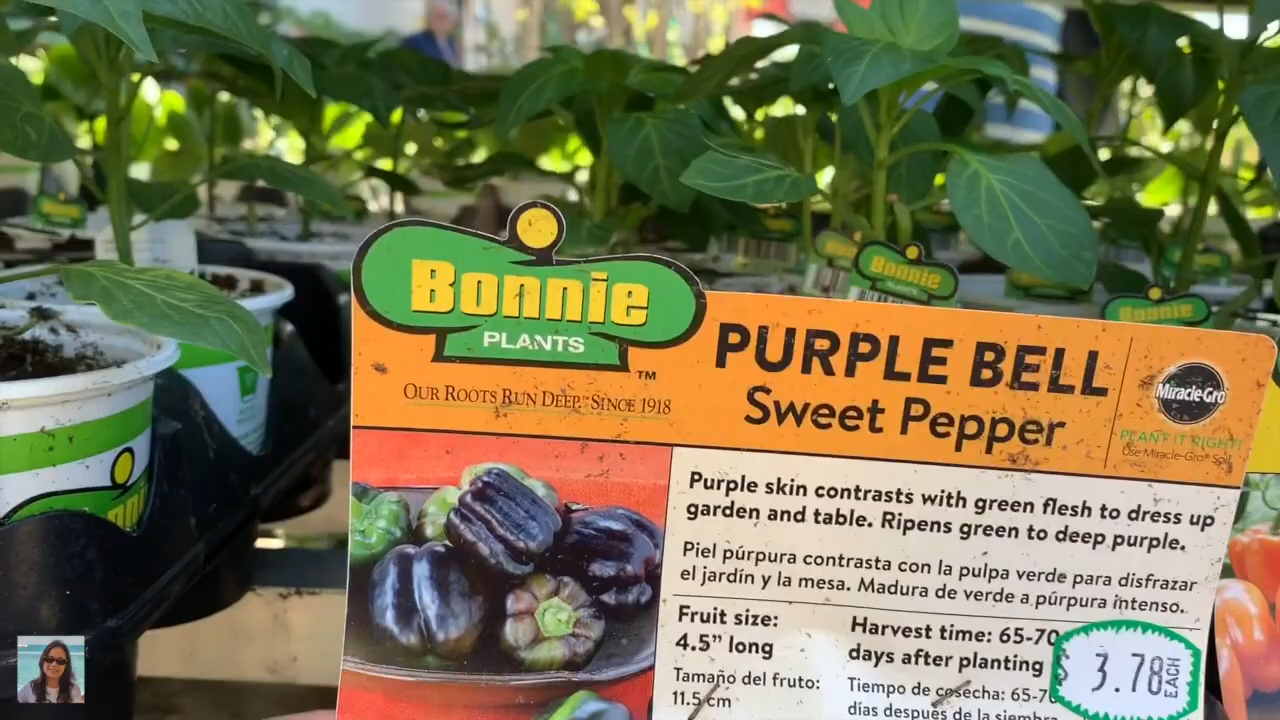 Bonnie
PLANTS
™
OUR ROOTS RUN DEEP.™ SINCE 1918
PURPLE BELL
Sweet Pepper
Miracle-Gro
PLANT IT RIGHT!
Use Miracle-Gro® Soil
Purple skin contrasts with green flesh to dress up
garden and table. Ripens green to deep purple.
Piel púrpura contrasta con la pulpa verde para disfrazar
el jardín y la mesa. Madura de verde a púrpura intenso.
Fruit size:
4.5” long
Tamaño del fruto:
11.5 cm
Harvest time: 65-70
days after planting
Tiempo de cosecha: 65-70
días después de la siembra
$ 3.78 EACH
Bonnie
Bonnie